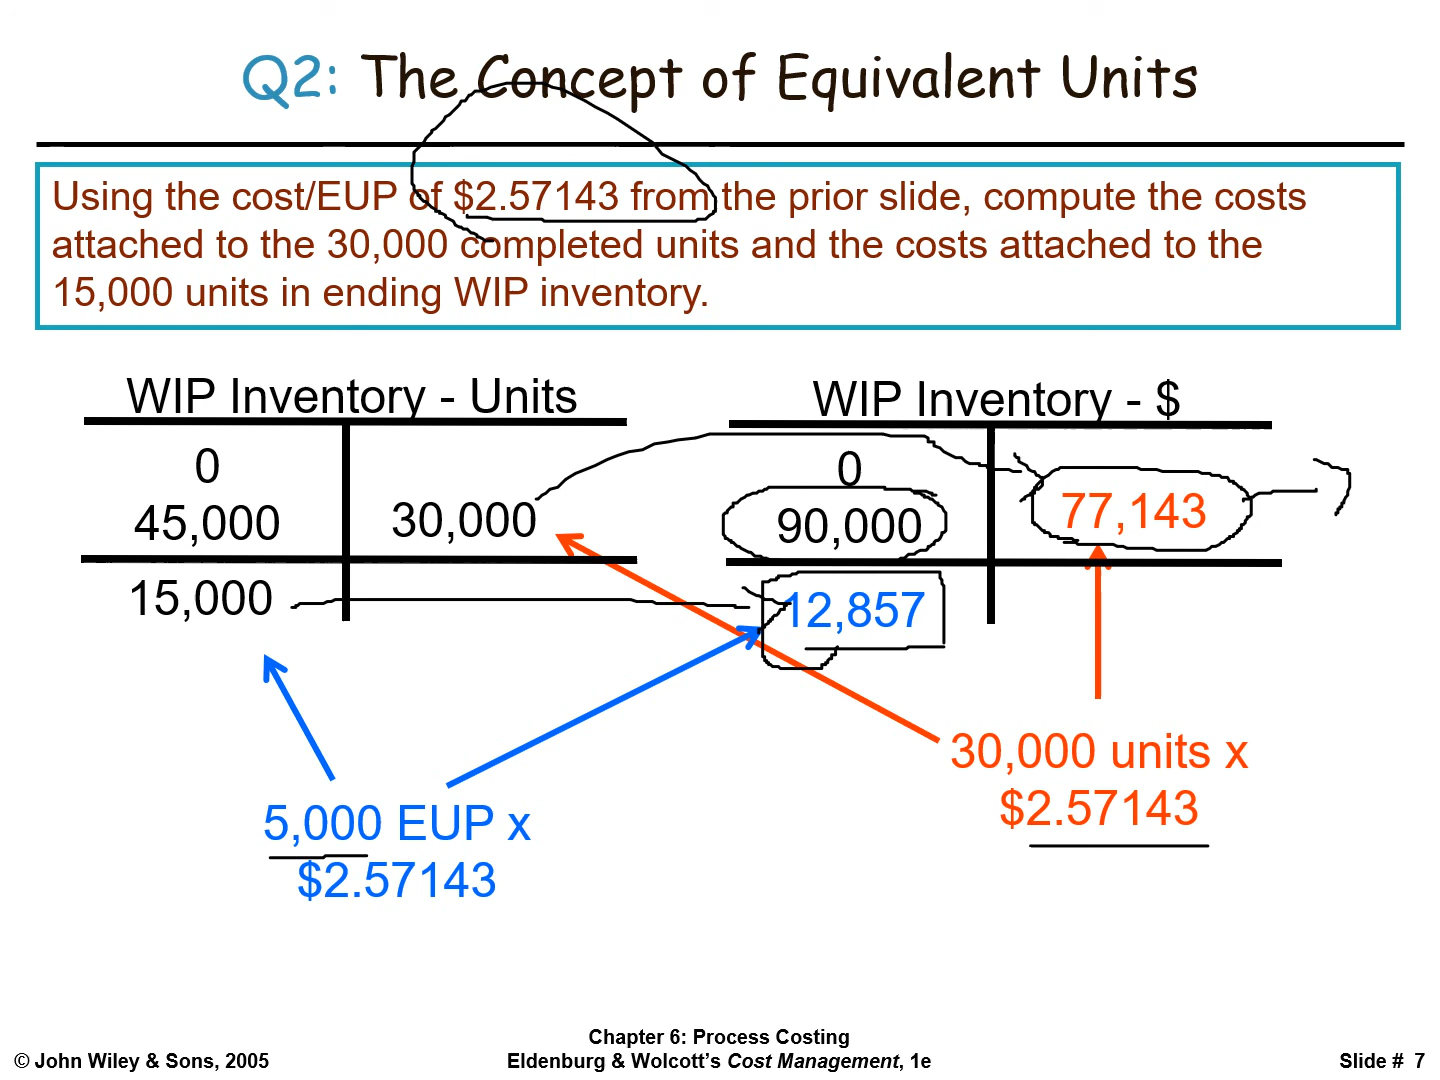 Q2: The Concept of Equivalent Units
Using the cost/EUP of $2.57143 from the prior slide, compute the costs
attached to the 30,000 completed units and the costs attached to the
15,000 units in ending WIP inventory.
WIP Inventory - Units
0
45,000
30,000
15,000
WIP Inventory - $
0
90,000
77,143
12,857
5,000 EUP x
$2.57143
30,000 units x
$2.57143
© John Wiley & Sons, 2005
Chapter 6: Process Costing
Eldenburg & Wolcott’s Cost Management, 1e
Slide # 7